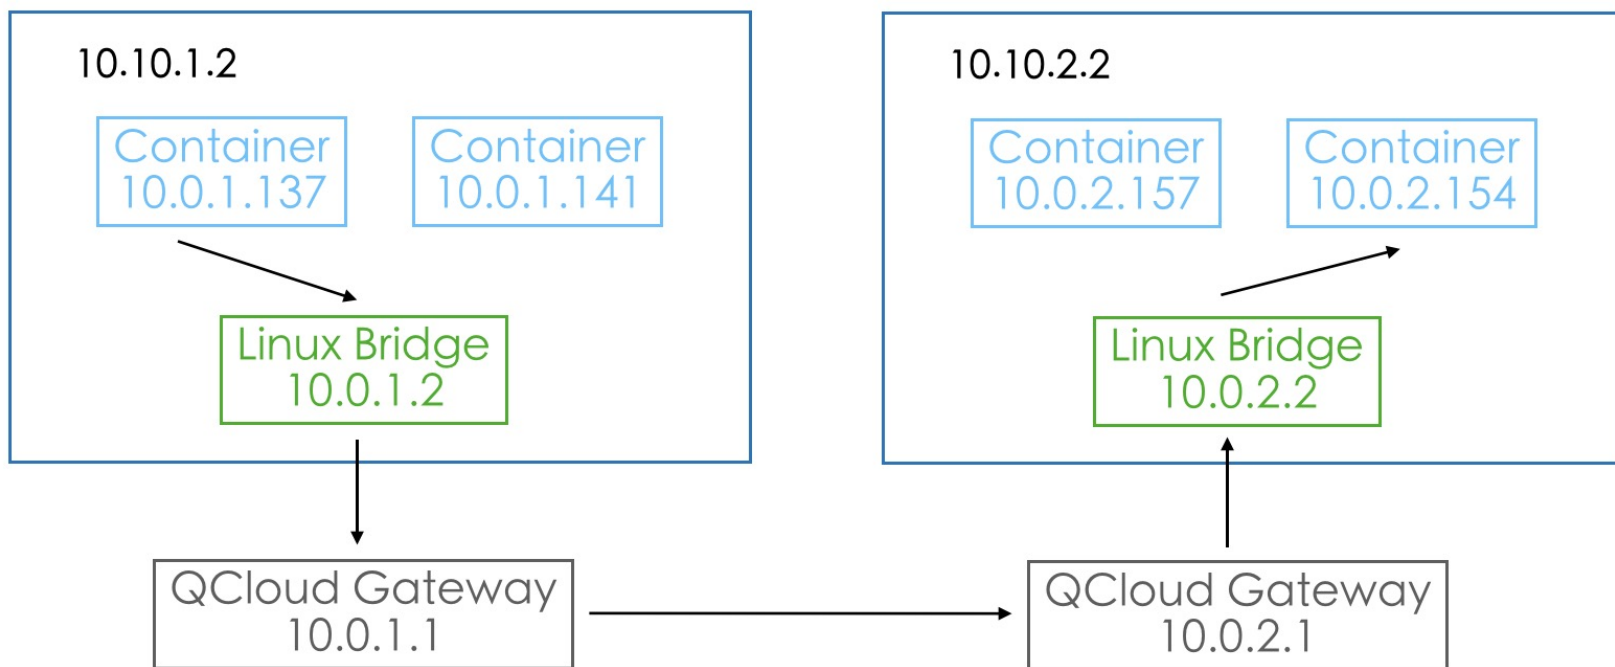 10.10.1.2
Container
10.0.1.137
Container
10.0.1.141
Linux Bridge
10.0.1.2
QCloud Gateway
10.0.1.1
10.10.2.2
Container
10.0.2.157
Container
10.0.2.154
Linux Bridge
10.0.2.2
QCloud Gateway
10.0.2.1